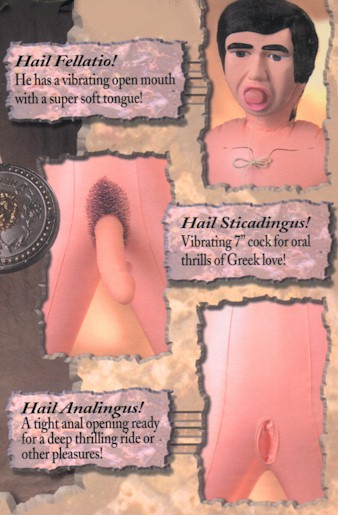 Hail Fellatio!
He has a vibrating open mouth
with a super soft tongue!
Hail Sticadingus!
Vibrating 7" cock for oral
thrills of Greek love!
Hail Analingus!
A tight anal opening ready
for a deep thrilling ride or
other pleasures!